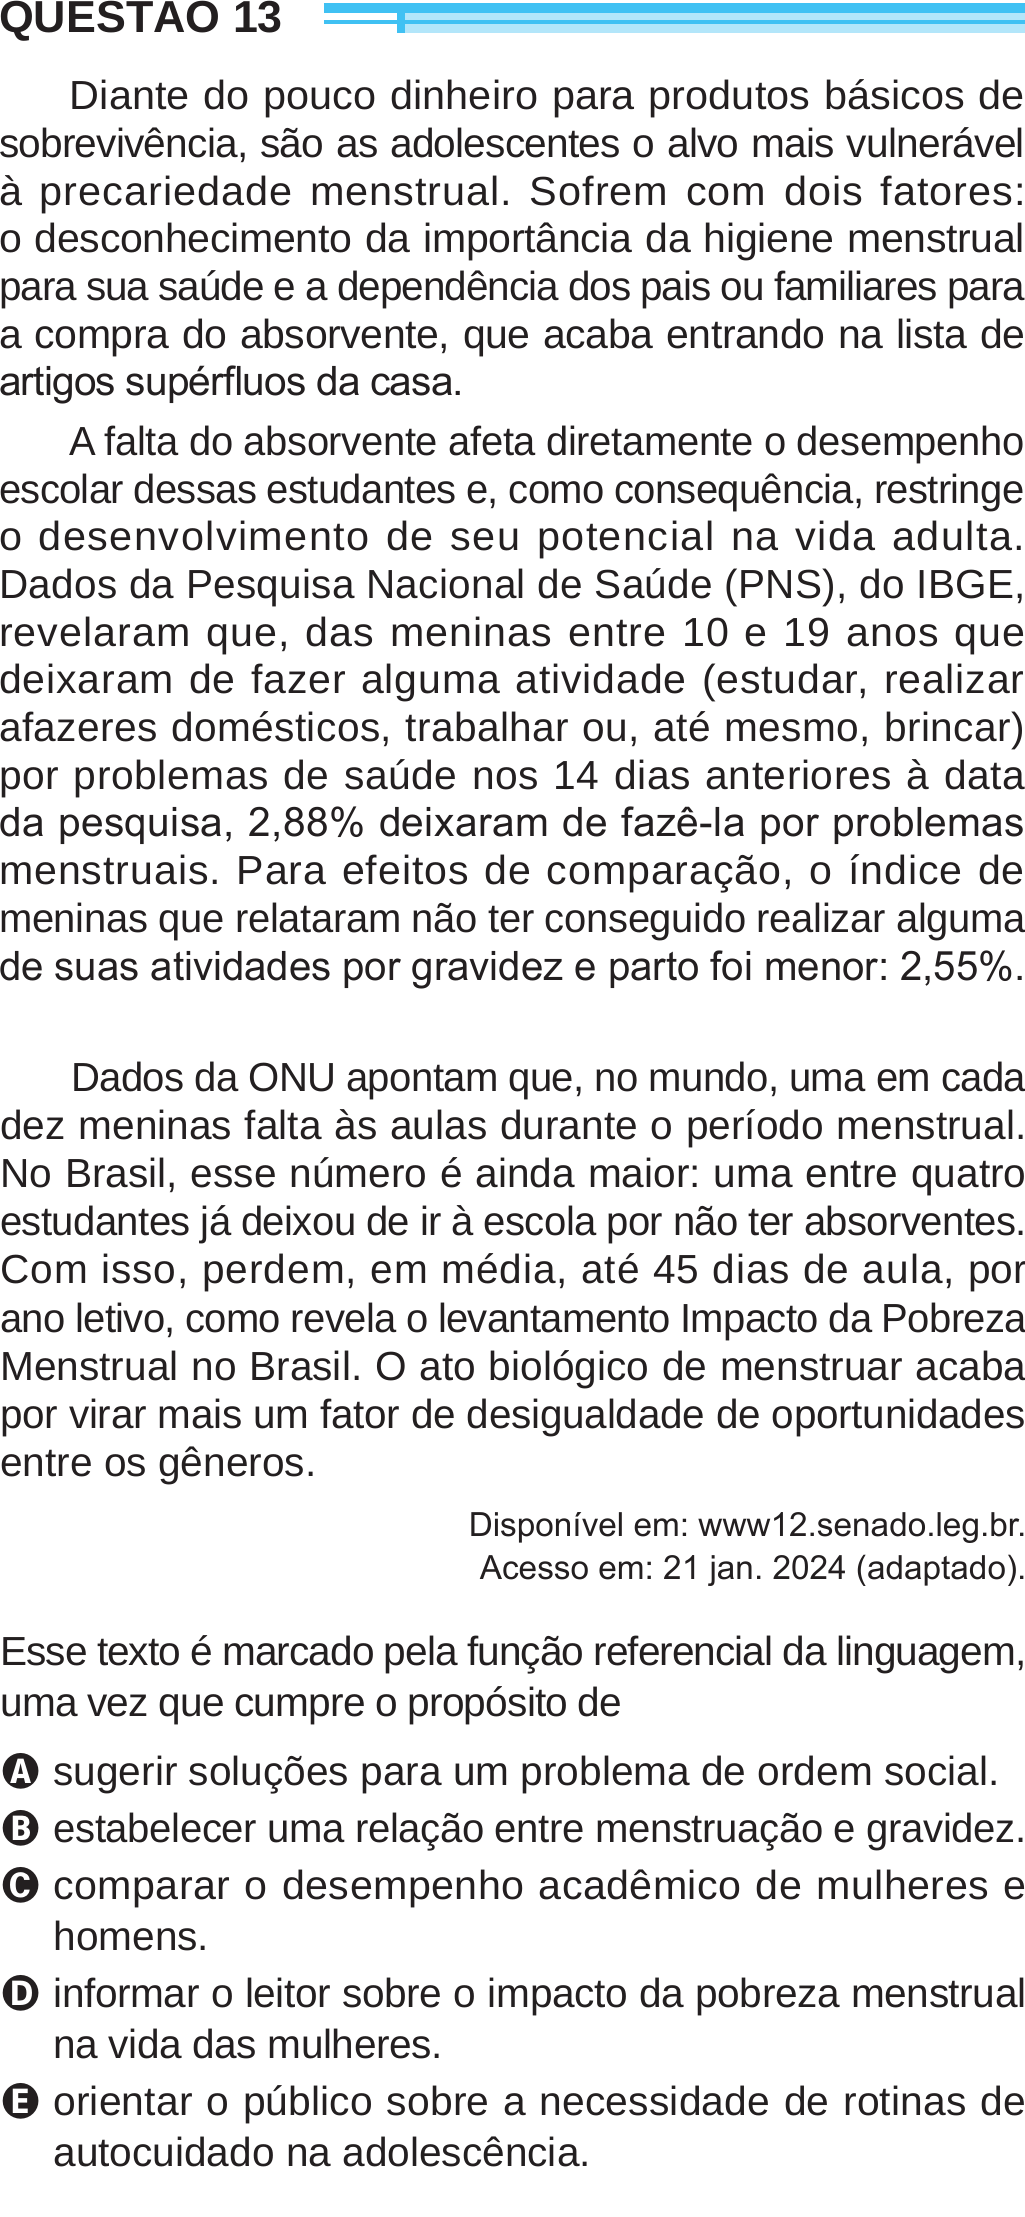 QUESTÃO 13
Diante do pouco dinheiro para produtos básicos de
sobrevivência, são as adolescentes o alvo mais vulnerável
à precariedade menstrual. Sofrem com dois fatores:
o desconhecimento da importância da higiene menstrual
para sua saúde e a dependência dos pais ou familiares para
a compra do absorvente, que acaba entrando na lista de
artigos supérfluos da casa.
A falta do absorvente afeta diretamente o desempenho
escolar dessas estudantes e, como consequência, restringe
o desenvolvimento de seu potencial na vida adulta.
Dados da Pesquisa Nacional de Saúde (PNS), do IBGE,
revelaram que, das meninas entre 10 e 19 anos que
deixaram de fazer alguma atividade (estudar, realizar
afazeres domésticos, trabalhar ou, até mesmo, brincar)
por problemas de saúde nos 14 dias anteriores à data
da pesquisa, 2,88% deixaram de fazê-la por problemas
menstruais. Para efeitos de comparação, o índice de
meninas que relataram não ter conseguido realizar alguma
de suas atividades por gravidez e parto foi menor: 2,55%.
Dados da ONU apontam que, no mundo, uma em cada
dez meninas falta às aulas durante o período menstrual.
No Brasil, esse número é ainda maior: uma entre quatro
estudantes já deixou de ir à escola por não ter absorventes.
Com isso, perdem, em média, até 45 dias de aula, por
ano letivo, como revela o levantamento Impacto da Pobreza
Menstrual no Brasil. O ato biológico de menstruar acaba
por virar mais um fator de desigualdade de oportunidades
entre os gêneros.
Disponível em: www12.senado.leg.br.
Acesso em: 21 jan. 2024 (adaptado).
Esse texto é marcado pela função referencial da linguagem,
uma vez que cumpre o propósito de
A sugerir soluções para um problema de ordem social.
B estabelecer uma relação entre menstruação e gravidez.
C comparar o desempenho acadêmico de mulheres e
homens.
D informar o leitor sobre o impacto da pobreza menstrual
na vida das mulheres.
E orientar o público sobre a necessidade de rotinas de
autocuidado na adolescência.